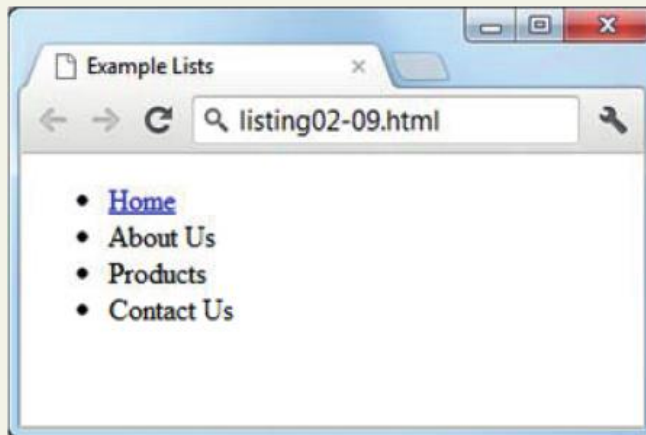 Example Lists
listing02-09.html
Home
About Us
Products
Contact Us